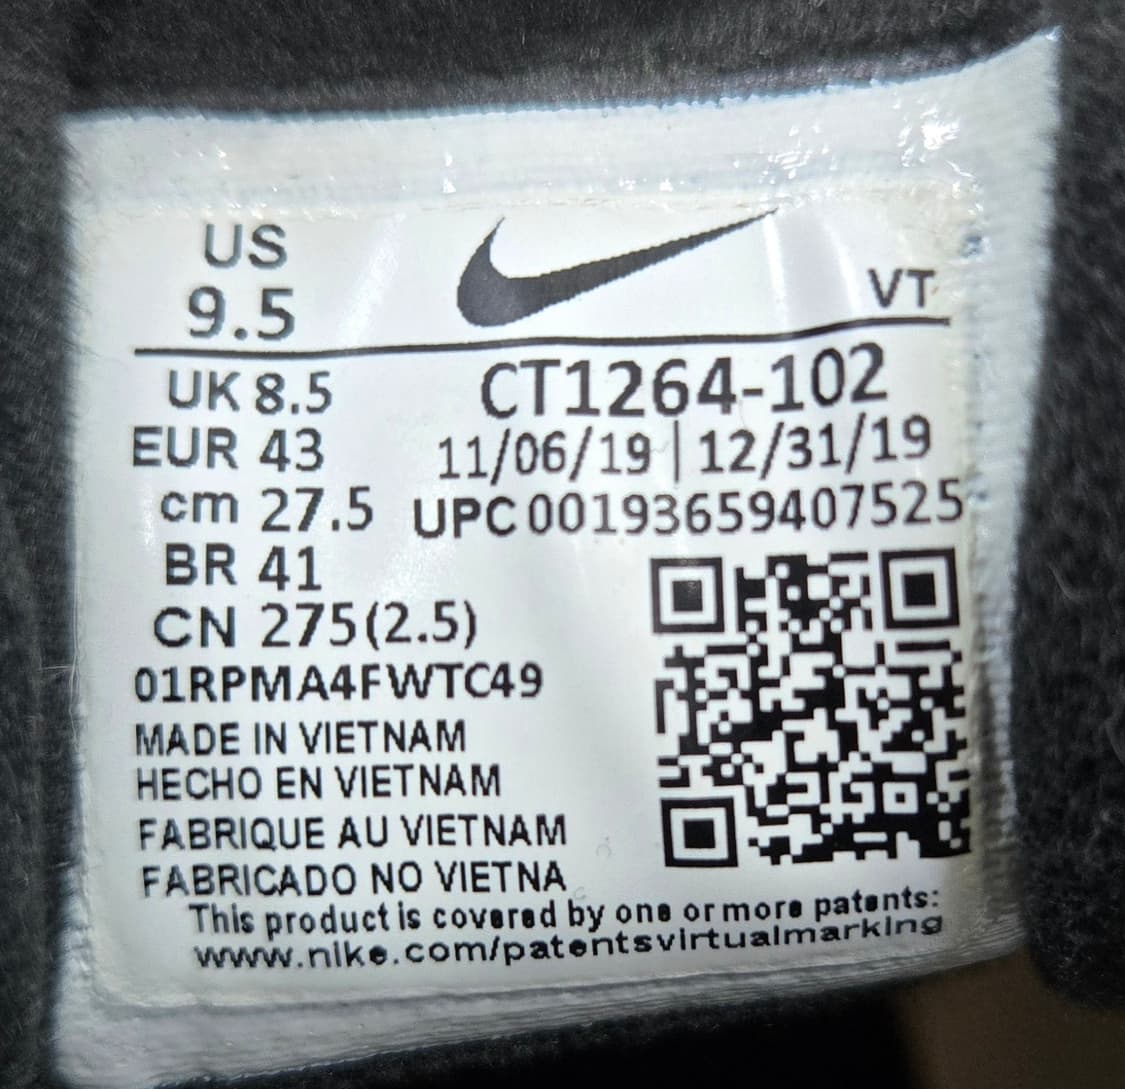 US
9.5
VT
UK 8.5
EUR 43
cm 27.5
BR 41
CN 275(2.5)
CT1264-102
11/06/19 | 12/31/19
UPC 00193659407525
01RPMA4FWTC49
MADE IN VIETNAM
HECHO EN VIETNAM
FABRIQUE AU VIETNAM
FABRICADO NO VIETNA
This product is covered by one or more patents:
www.nike.com/patentsvirtualmarking